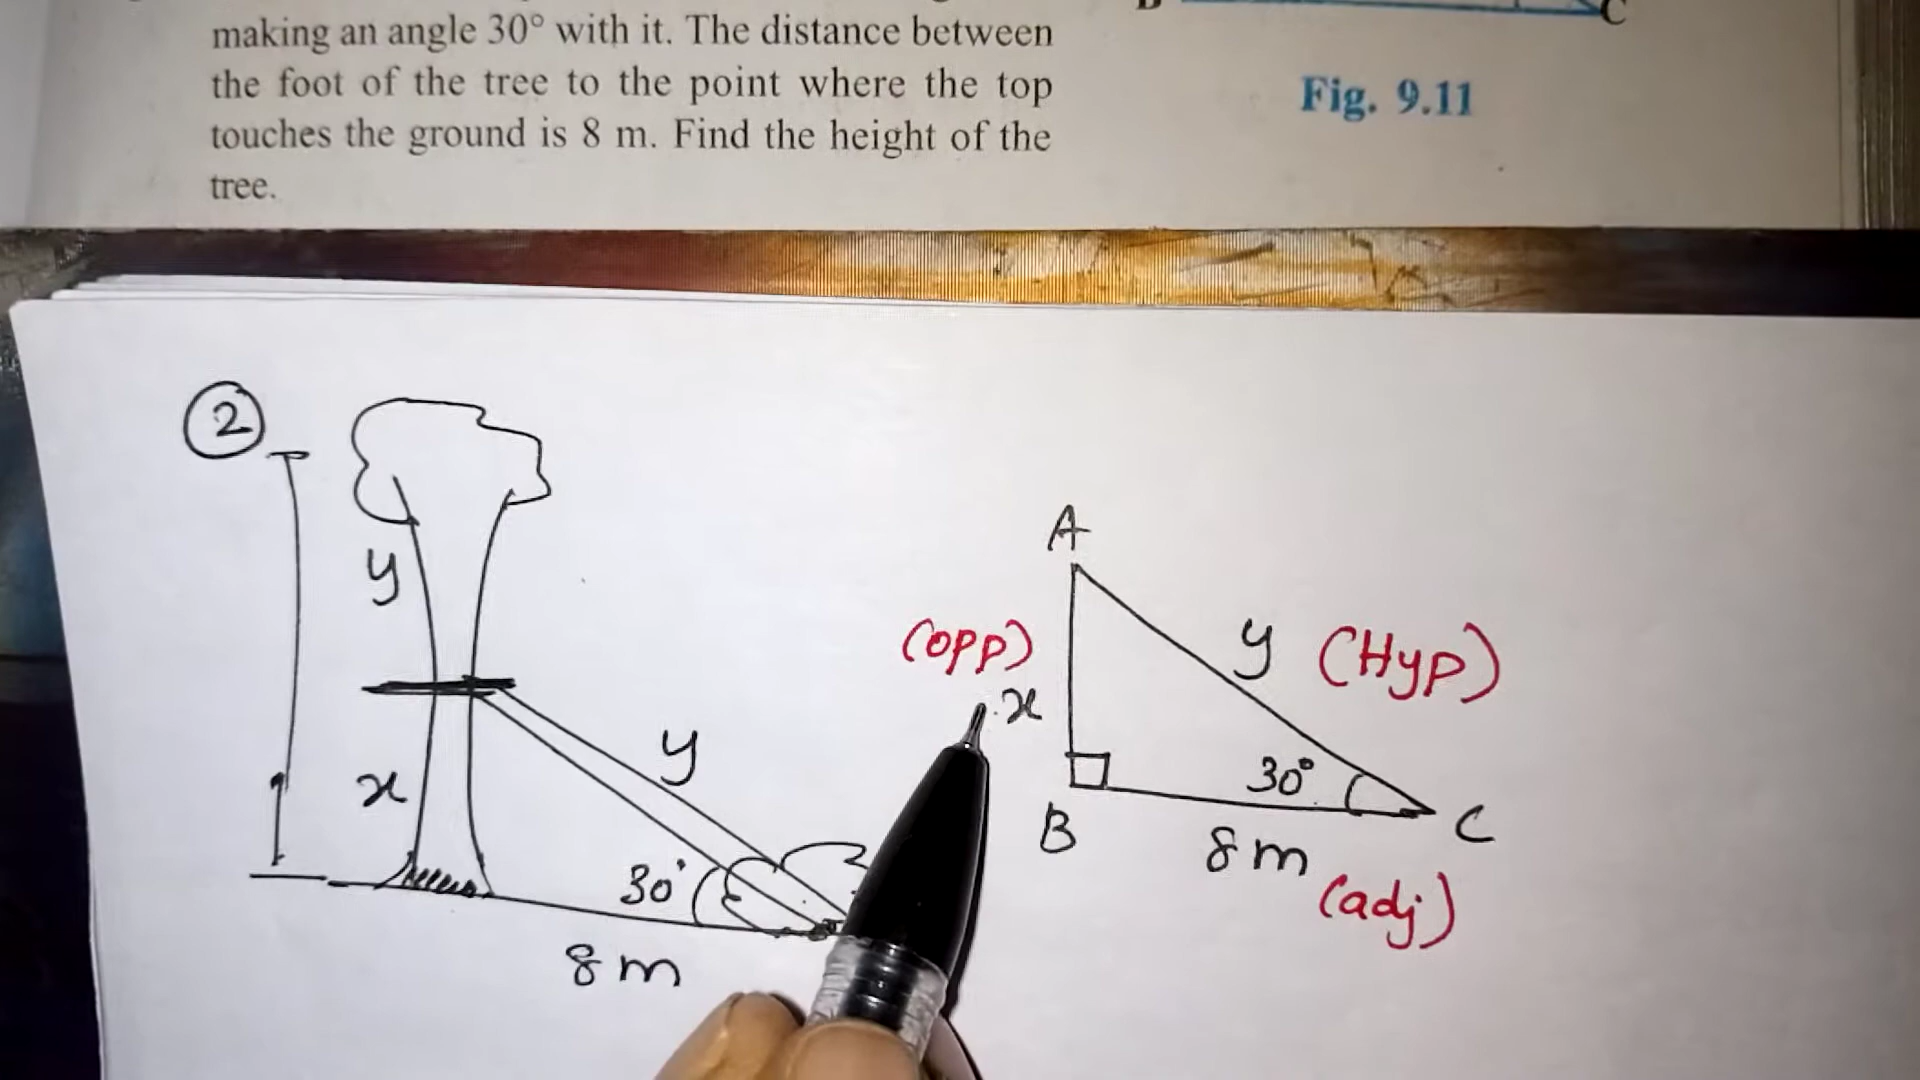 making an angle 30° with it. The distance between
the foot of the tree to the point where the top
touches the ground is 8 m. Find the height of the
tree.
B
C
Fig. 9.11
2
y
x
y
30°
8 m
A
(opp)
x
y (Hyp)
30°
B
C
8 m
(adj)